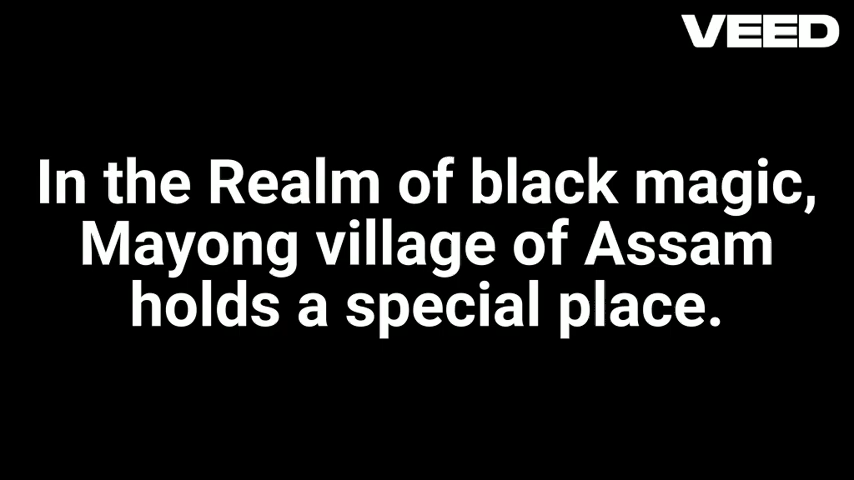 VEED
In the Realm of black magic,
Mayong village of Assam
holds a special place.